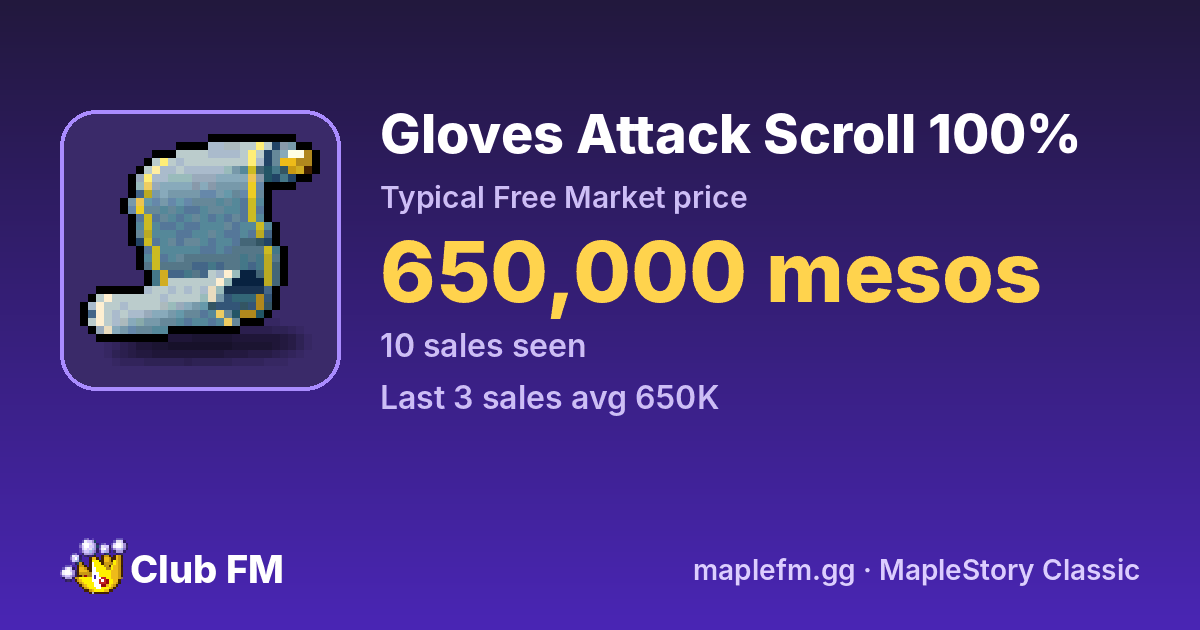 Gloves Attack Scroll 100%
Typical Free Market price
650,000 mesos
10 sales seen
Last 3 sales avg 650K
Club FM
maplefm.gg · MapleStory Classic